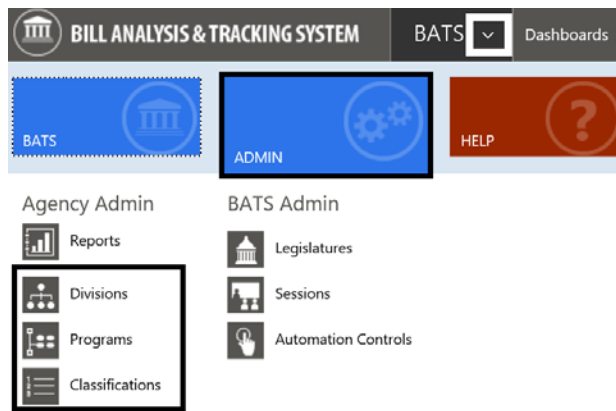 BILL ANALYSIS & TRACKING SYSTEM BATS Dashboards
BATS ADMIN HELP
Agency Admin BATS Admin
Reports Legislatures
Divisions Sessions
Programs Automation Controls
Classifications